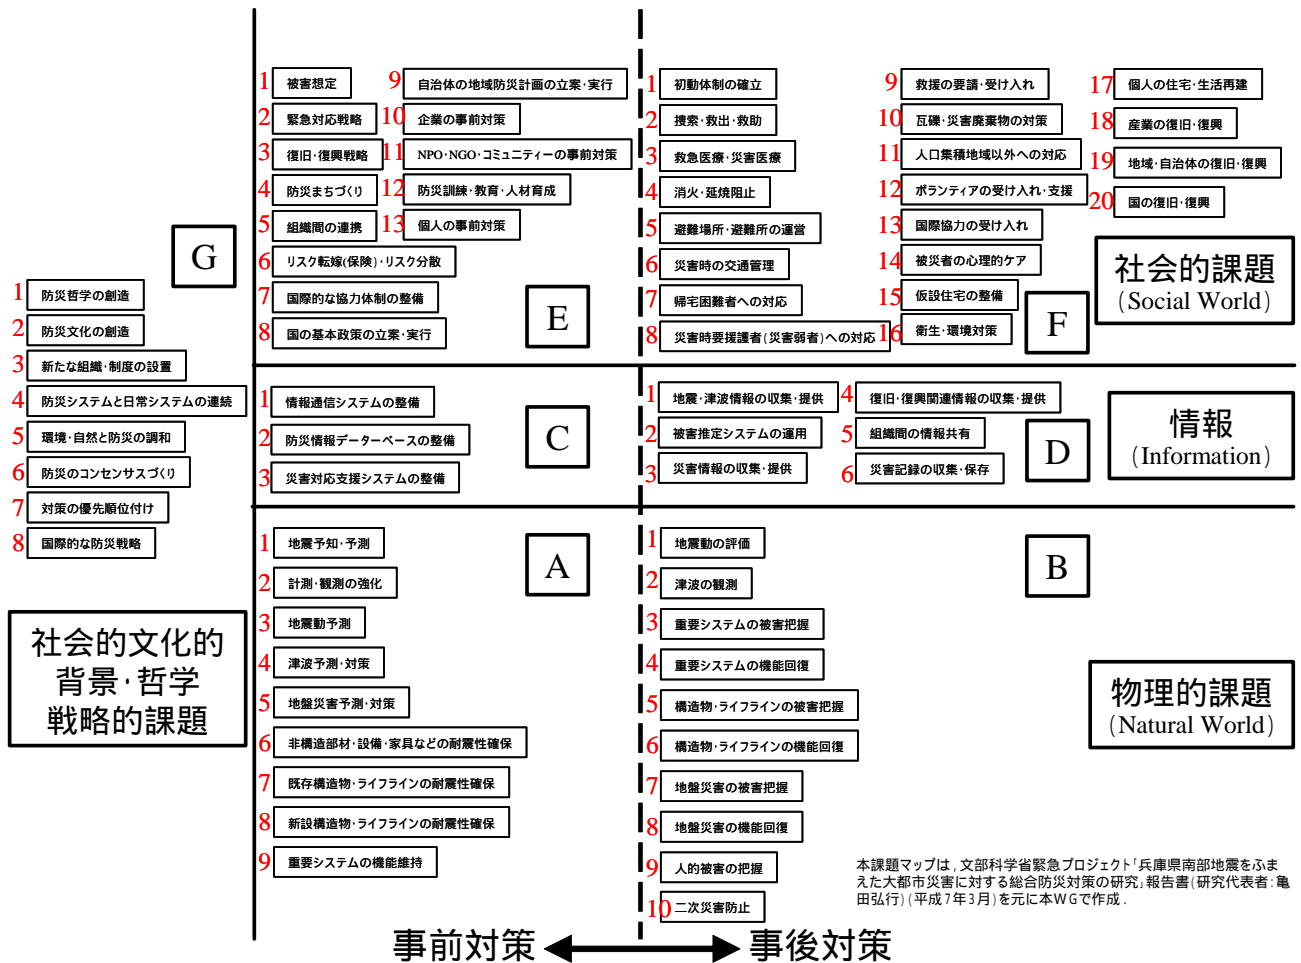 G
1 防災哲学の創造
2 防災文化の創造
3 新たな組織・制度の設置
4 防災システムと日常システムの連続
5 環境・自然と防災の調和
6 防災のコンセンサスづくり
7 対策の優先順位付け
8 国際的な防災戦略
社会的文化的
背景・哲学
戦略的課題
1 被害想定
2 緊急対応戦略
3 復旧・復興戦略
4 防災まちづくり
5 組織間の連携
6 リスク転嫁(保険)・リスク分散
7 国際的な協力体制の整備
8 国の基本政策の立案・実行
9 自治体の地域防災計画の立案・実行
10 企業の事前対策
11 NPO・NGO・コミュニティーの事前対策
12 防災訓練・教育・人材育成
13 個人の事前対策
E
1 初動体制の確立
2 捜索・救出・救助
3 救急医療・災害医療
4 消火・延焼阻止
5 避難場所・避難所の運営
6 災害時の交通管理
7 帰宅困難者への対応
8 災害時要援護者(災害弱者)への対応
9 救援の要請・受け入れ
10 瓦礫・災害廃棄物の対策
11 人口集積地域以外への対応
12 ボランティアの受け入れ・支援
13 国際協力の受け入れ
14 被災者の心理的ケア
15 仮設住宅の整備
16 衛生・環境対策
17 個人の住宅・生活再建
18 産業の復旧・復興
19 地域・自治体の復旧・復興
20 国の復旧・復興
F
社会的課題
(Social World)
1 情報通信システムの整備
2 防災情報データーベースの整備
3 災害対応支援システムの整備
C
1 地震・津波情報の収集・提供
2 被害推定システムの運用
3 災害情報の収集・提供
4 復旧・復興関連情報の収集・提供
5 組織間の情報共有
6 災害記録の収集・保存
D
情報
(Information)
1 地震予知・予測
2 計測・観測の強化
3 地震動予測
4 津波予測・対策
5 地盤災害予測・対策
6 非構造部材・設備・家具などの耐震性確保
7 既存構造物・ライフラインの耐震性確保
8 新設構造物・ライフラインの耐震性確保
9 重要システムの機能維持
A
1 地震動の評価
2 津波の観測
3 重要システムの被害把握
4 重要システムの機能回復
5 構造物・ライフラインの被害把握
6 構造物・ライフラインの機能回復
7 地盤災害の被害把握
8 地盤災害の機能回復
9 人的被害の把握
10 二次災害防止
B
物理的課題
(Natural World)
本課題マップは,文部科学省緊急プロジェクト「兵庫県南部地震をふま
えた大都市災害に対する総合防災対策の研究」報告書(研究代表者:亀
田弘行)(平成7年3月)を元に本WGで作成.
事前対策
事後対策